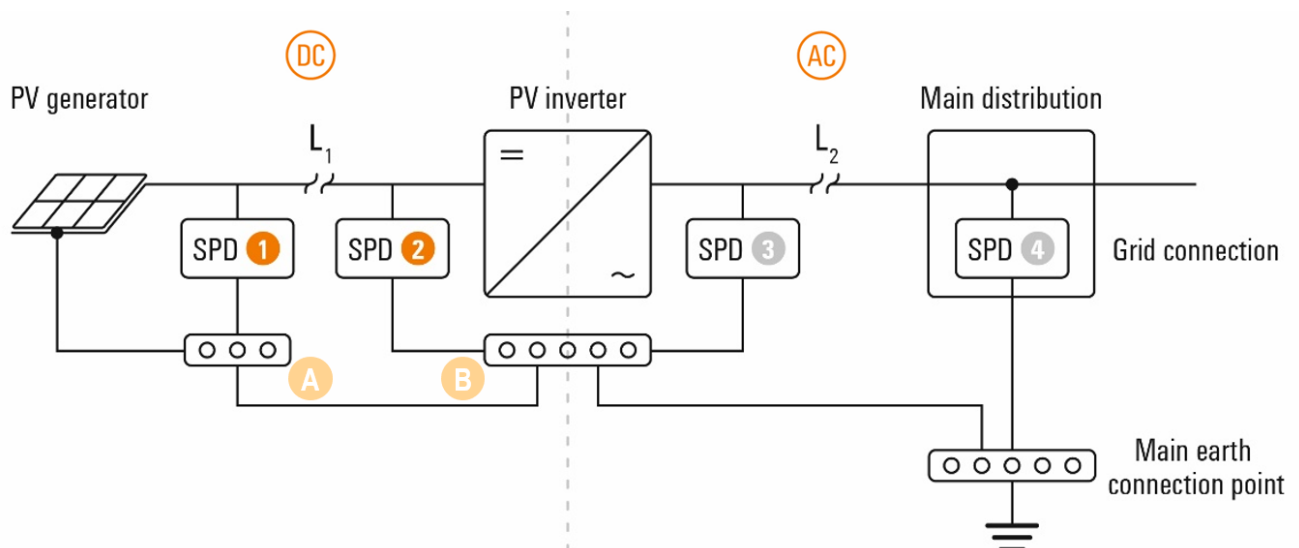 DC
AC
PV generator
PV inverter
Main distribution
L1
L2
SPD 1
SPD 2
SPD 3
SPD 4
Grid connection
A
B
Main earth
connection point